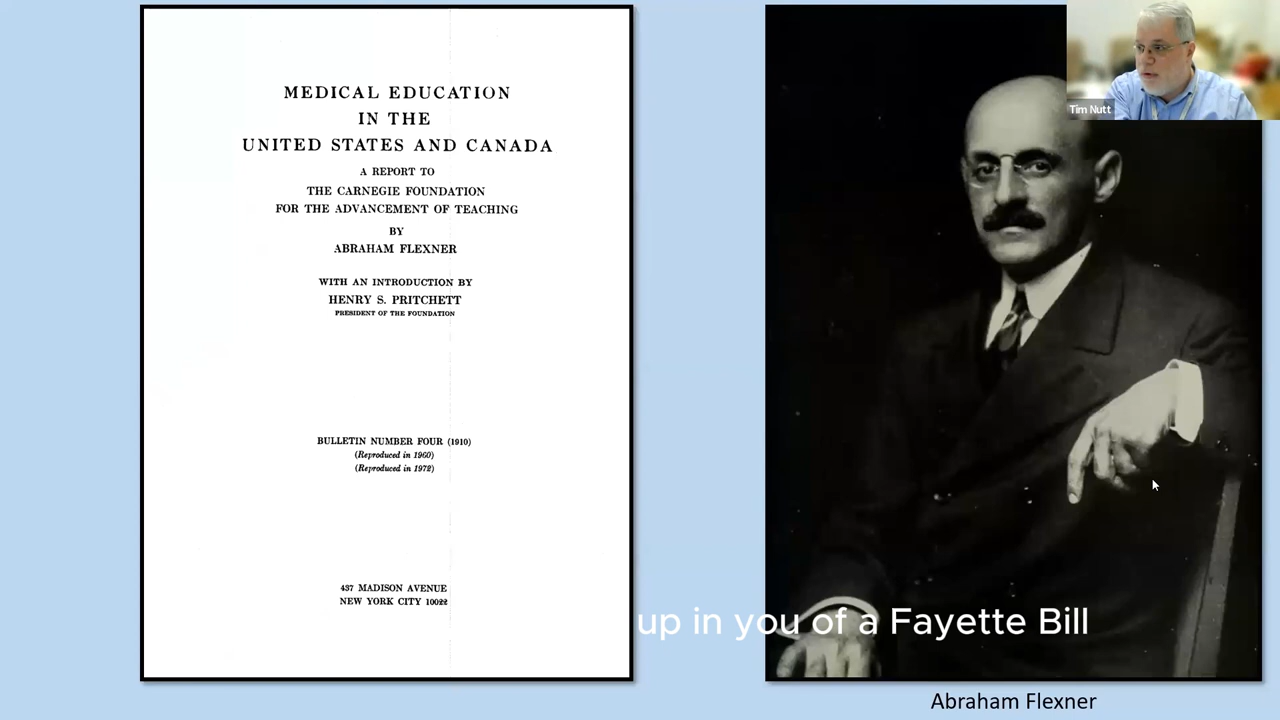 MEDICAL EDUCATION
IN THE
UNITED STATES AND CANADA
A REPORT TO
THE CARNEGIE FOUNDATION
FOR THE ADVANCEMENT OF TEACHING
BY
ABRAHAM FLEXNER
WITH AN INTRODUCTION BY
HENRY S. PRITCHETT
PRESIDENT OF THE FOUNDATION
BULLETIN NUMBER FOUR (1910)
(Reproduced in 1960)
(Reproduced in 1972)
437 MADISON AVENUE
NEW YORK CITY 10022
Tim Nutt
up in you of a Fayette Bill
Abraham Flexner